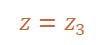 z = z₃